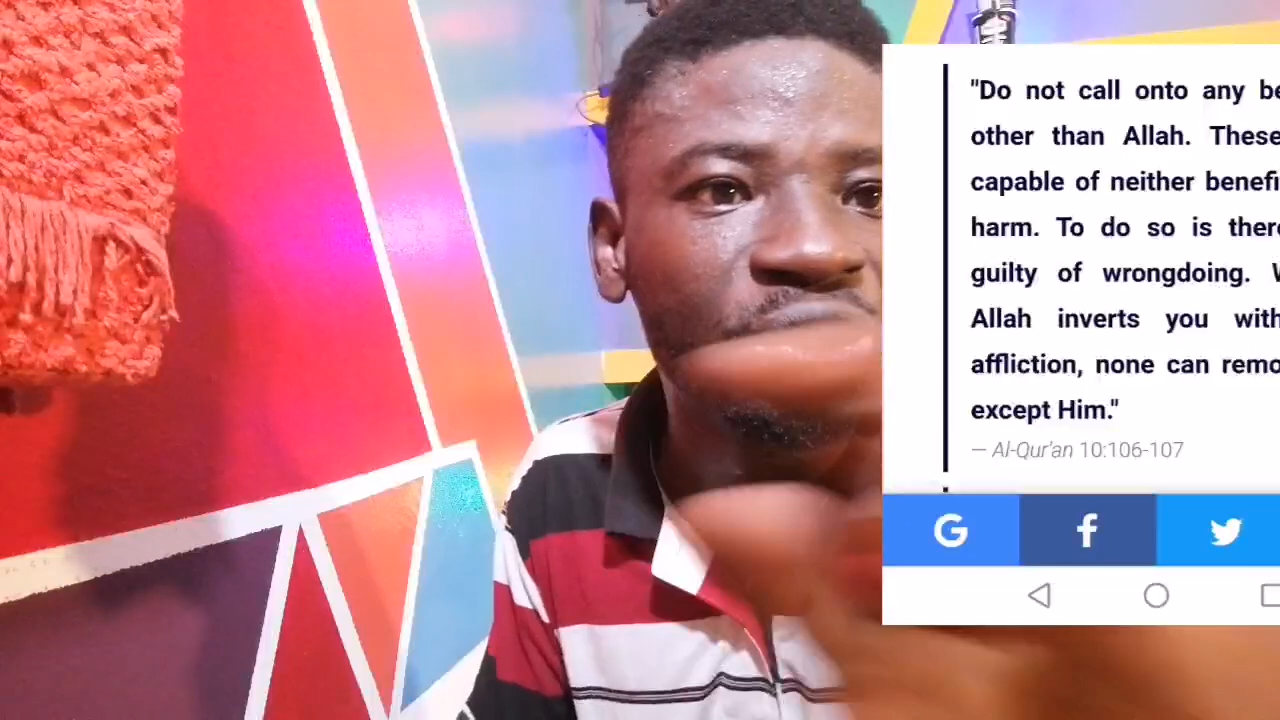 "Do not call onto any
other than Allah. These
capable of neither
harm. To do so is
guilty of wrongdoing.
Allah inverts you
affliction, none can
except Him."
— Al-Qur'an 10:106-107